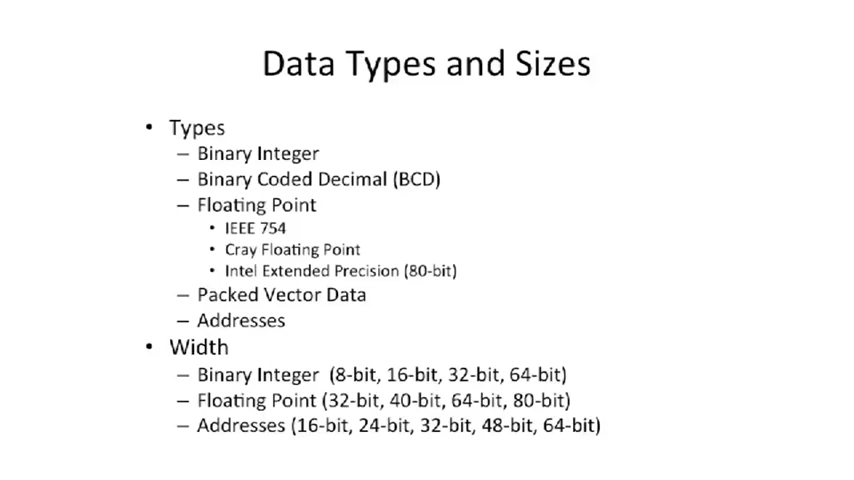 Data Types and Sizes
• Types
– Binary Integer
– Binary Coded Decimal (BCD)
– Floating Point
• IEEE 754
• Cray Floating Point
• Intel Extended Precision (80-bit)
– Packed Vector Data
– Addresses
• Width
– Binary Integer (8-bit, 16-bit, 32-bit, 64-bit)
– Floating Point (32-bit, 40-bit, 64-bit, 80-bit)
– Addresses (16-bit, 24-bit, 32-bit, 48-bit, 64-bit)